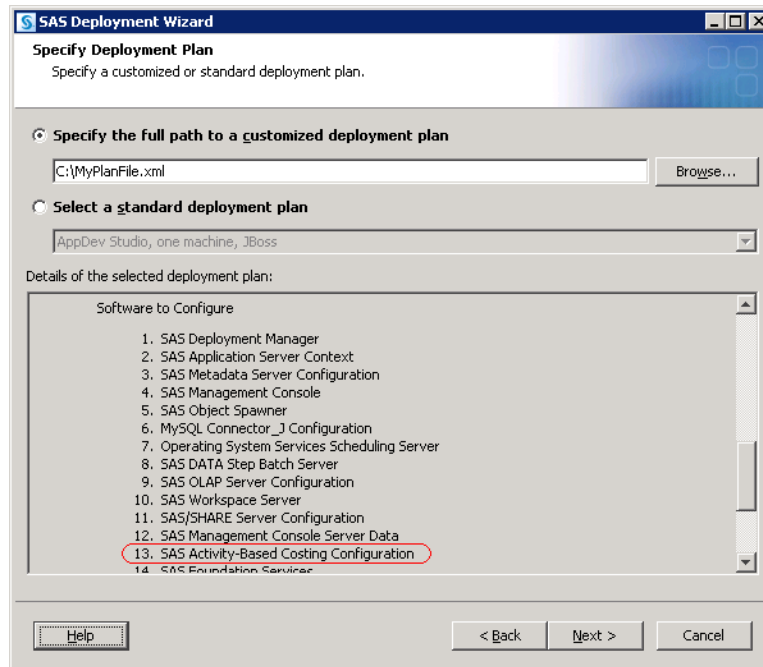 SAS Deployment Wizard
Specify Deployment Plan
Specify a customized or standard deployment plan.
Specify the full path to a customized deployment plan
C:\MyPlanFile.xml
Browse...
Select a standard deployment plan
AppDev Studio, one machine, JBoss
Details of the selected deployment plan:
Software to Configure
1. SAS Deployment Manager
2. SAS Application Server Context
3. SAS Metadata Server Configuration
4. SAS Management Console
5. SAS Object Spawner
6. MySQL Connector_J Configuration
7. Operating System Services Scheduling Server
8. SAS DATA Step Batch Server
9. SAS OLAP Server Configuration
10. SAS Workspace Server
11. SAS/SHARE Server Configuration
12. SAS Management Console Server Data
13. SAS Activity-Based Costing Configuration
14. SAS Foundation Services
Help
< Back
Next >
Cancel